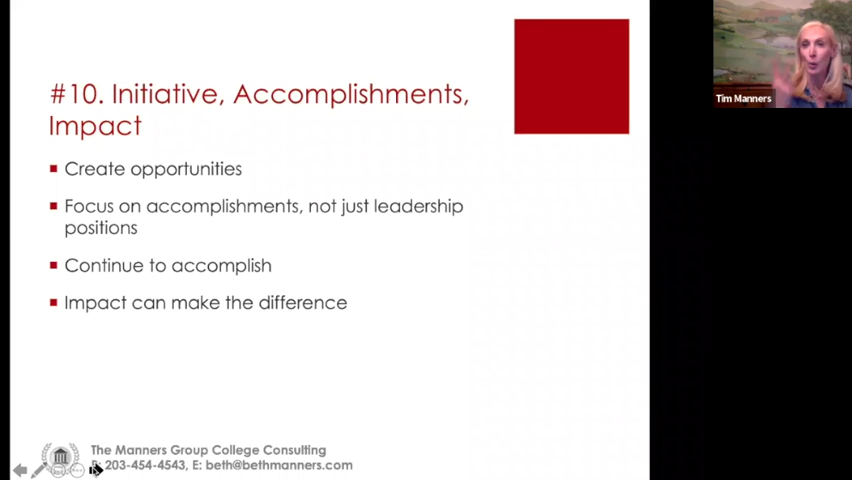 #10. Initiative, Accomplishments,
Impact
Create opportunities
Focus on accomplishments, not just leadership
positions
Continue to accomplish
Impact can make the difference
The Manners Group College Consulting
203-454-4543, E: beth@bethmanners.com
Tim Manners